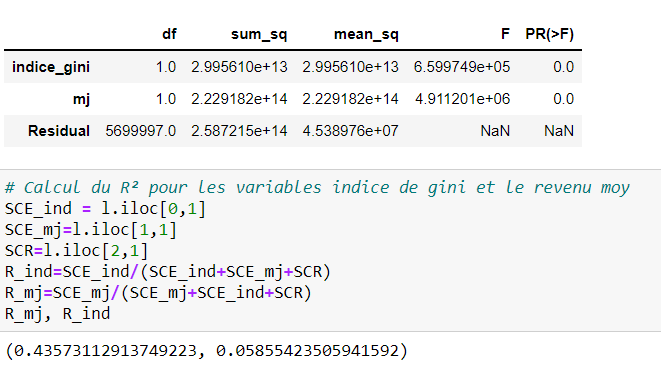 df sum_sq mean_sq F PR(>F)
indice_gini 1.0 2.995610e+13 2.995610e+13 6.599749e+05 0.0
mj 1.0 2.229182e+14 2.229182e+14 4.911201e+06 0.0
Residual 5699997.0 2.587215e+14 4.538976e+07 NaN NaN
# Calcul du R² pour les variables indice de gini et le revenu moy
SCE_ind = l.iloc[0,1]
SCE_mj=l.iloc[1,1]
SCR=l.iloc[2,1]
R_ind=SCE_ind/(SCE_ind+SCE_mj+SCR)
R_mj=SCE_mj/(SCE_mj+SCE_ind+SCR)
R_mj, R_ind
(0.43573112913749223, 0.05855423505941592)